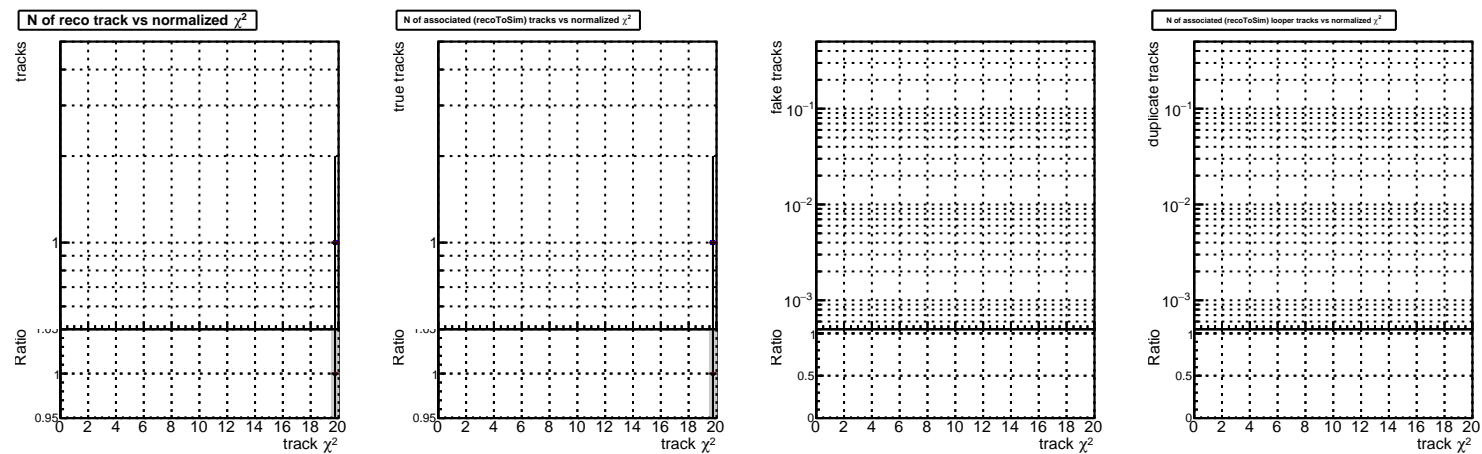 N of reco track vs normalized χ²
tracks
1
Ratio
1.05
1
0.95
0 2 4 6 8 10 12 14 16 18 20
track χ²
N of associated (recoToSim) tracks vs normalized χ²
true tracks
1
Ratio
1.05
1
0.95
0 2 4 6 8 10 12 14 16 18 20
track χ²
fake tracks
10⁻¹
10⁻²
10⁻³
Ratio
1
0.5
0
0 2 4 6 8 10 12 14 16 18 20
track χ²
N of associated (recoToSim) looper tracks vs normalized χ²
duplicate tracks
10⁻¹
10⁻²
10⁻³
Ratio
1
0.5
0
0 2 4 6 8 10 12 14 16 18 20
track χ²